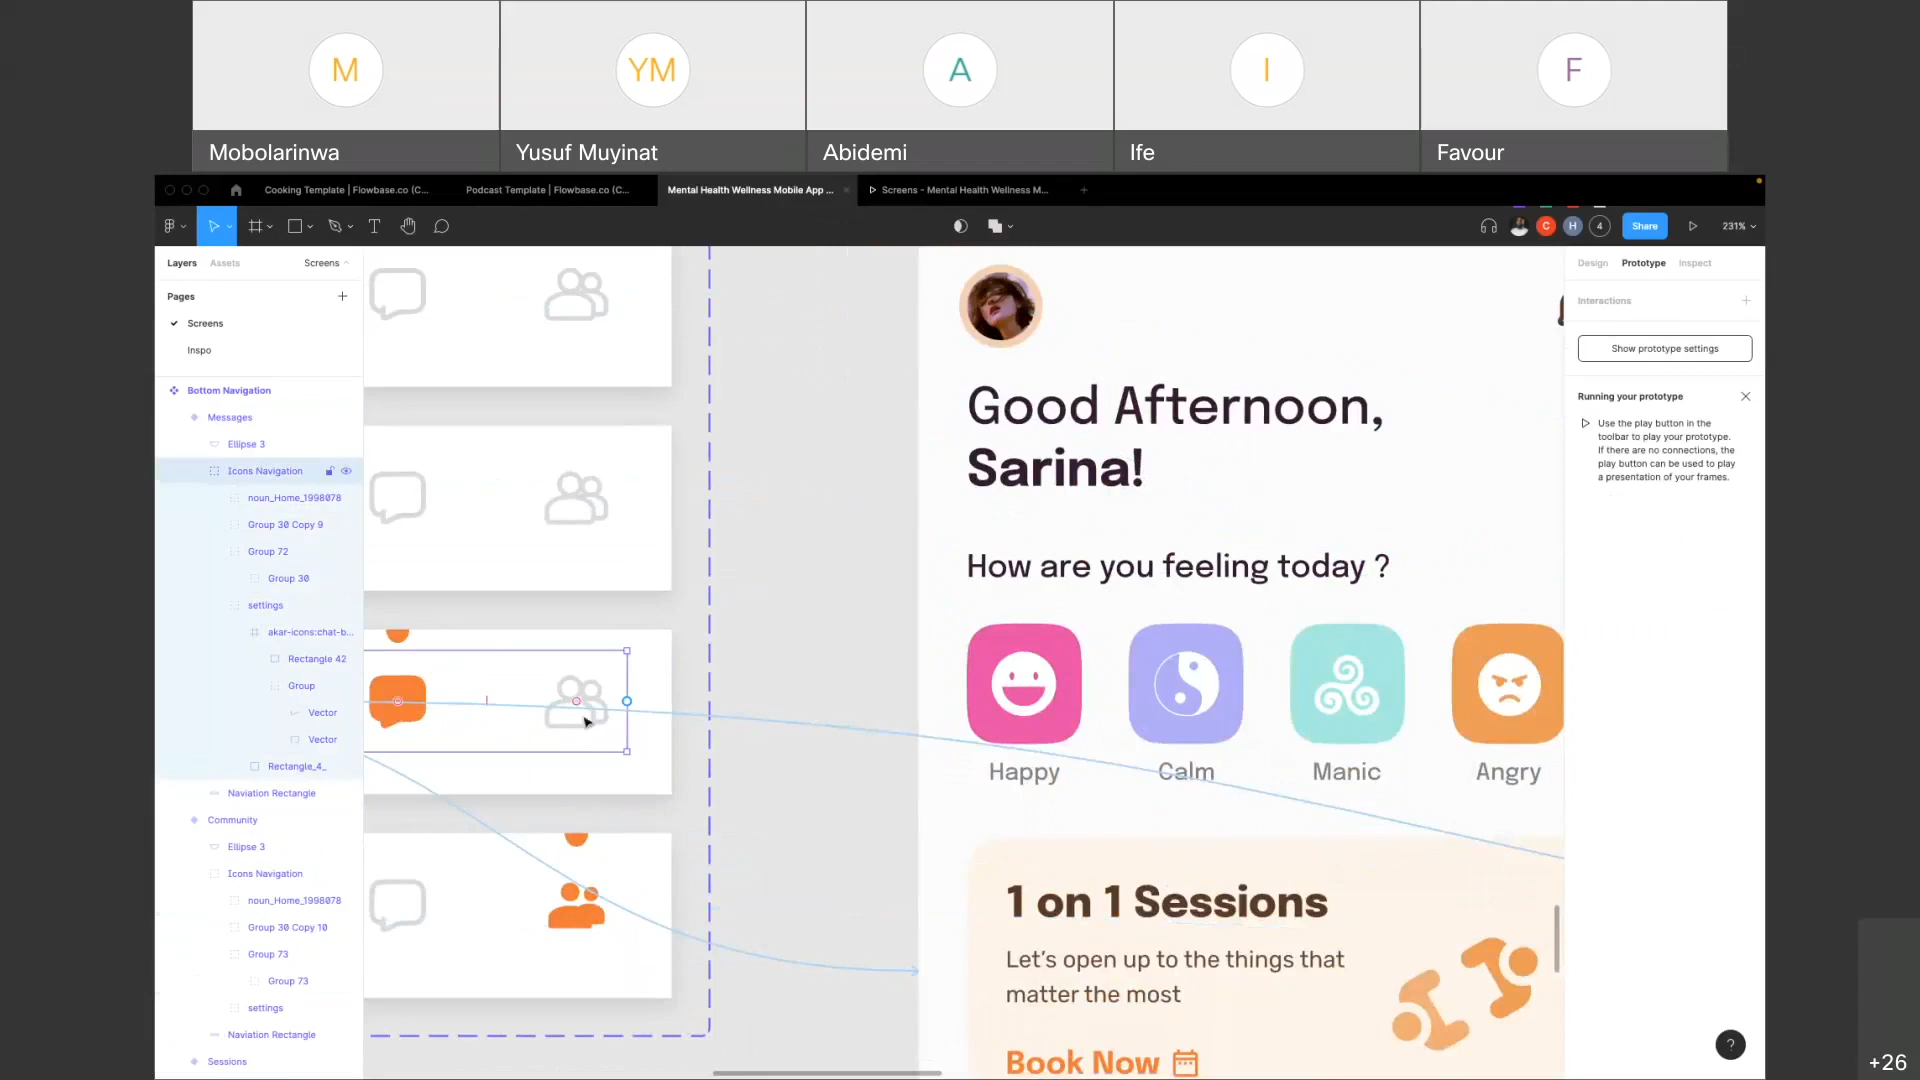 M
YM
A
I
F
Mobolarinwa
Yusuf Muyinat
Abidemi
Ife
Favour
Cooking Template | Flowbase.co (C...
Podcast Template | Flowbase.co (C...
Mental Health Wellness Mobile App ...
Screens - Mental Health Wellness M...
C
H
4
Share
231%
Layers
Assets
Screens
Pages
Screens
Inspo
Bottom Navigation
Messages
Ellipse 3
Icons Navigation
noun_Home_1998078
Group 30 Copy 9
Group 72
Group 30
settings
akar-icons:chat-b...
Rectangle 42
Group
Vector
Vector
Rectangle_4_
Naviation Rectangle
Community
Ellipse 3
Icons Navigation
noun_Home_1998078
Group 30 Copy 10
Group 73
Group 73
settings
Naviation Rectangle
Sessions
Good Afternoon,
Sarina!
How are you feeling today ?
Happy
Calm
Manic
Angry
1 on 1 Sessions
Let's open up to the things that
matter the most
Book Now
Design
Prototype
Inspect
Interactions
Show prototype settings
Running your prototype
Use the play button in the
toolbar to play your prototype.
If there are no connections, the
play button can be used to play
a presentation of your frames.
?
+26